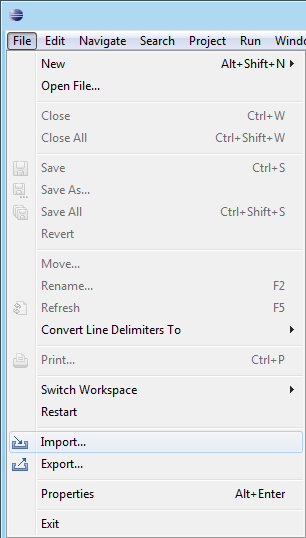 File Edit Navigate Search Project Run Windo
New Alt+Shift+N
Open File...
Close Ctrl+W
Close All Ctrl+Shift+W
Save Ctrl+S
Save As...
Save All Ctrl+Shift+S
Revert
Move...
Rename... F2
Refresh F5
Convert Line Delimiters To
Print... Ctrl+P
Switch Workspace
Restart
Import...
Export...
Properties Alt+Enter
Exit